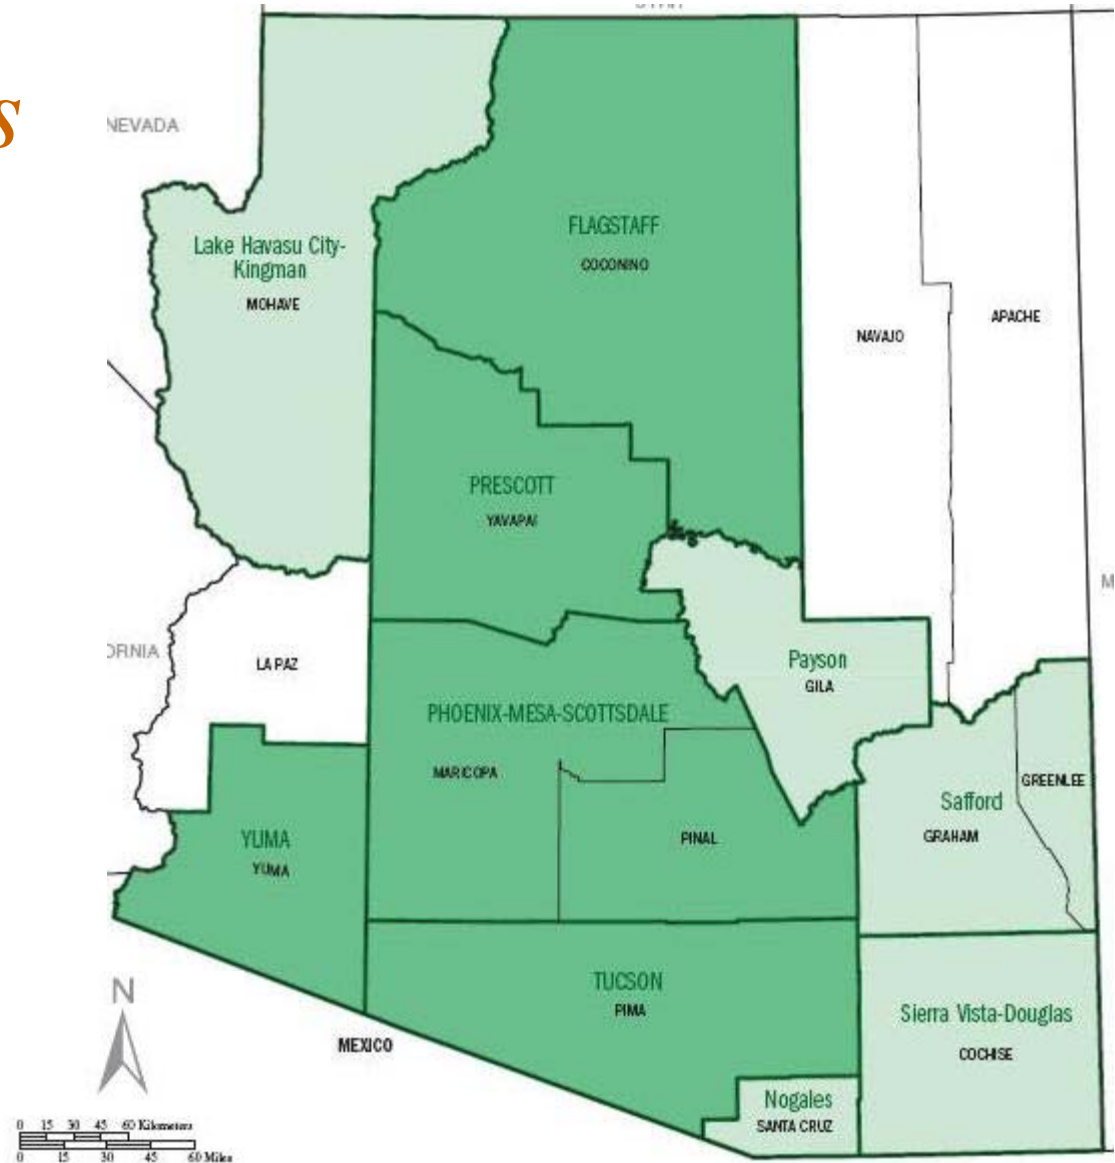 s
NEVADA
Lake Havasu City-
Kingman
MOHAVE
FLAGSTAFF
COCONINO
NAVAJO
APACHE
PRESCOTT
YAVAPAI
M
ORNIA
LA PAZ
Payson
GILA
PHOENIX-MESA-SCOTTSDALE
MARICOPA
PINAL
Safford
GRAHAM
GREENLEE
YUMA
YUMA
TUCSON
PIMA
Sierra Vista-Douglas
COCHISE
N
MEXICO
Nogales
SANTA CRUZ
0 15 30 45 60 Kilometers
0 15 30 45 60 Miles